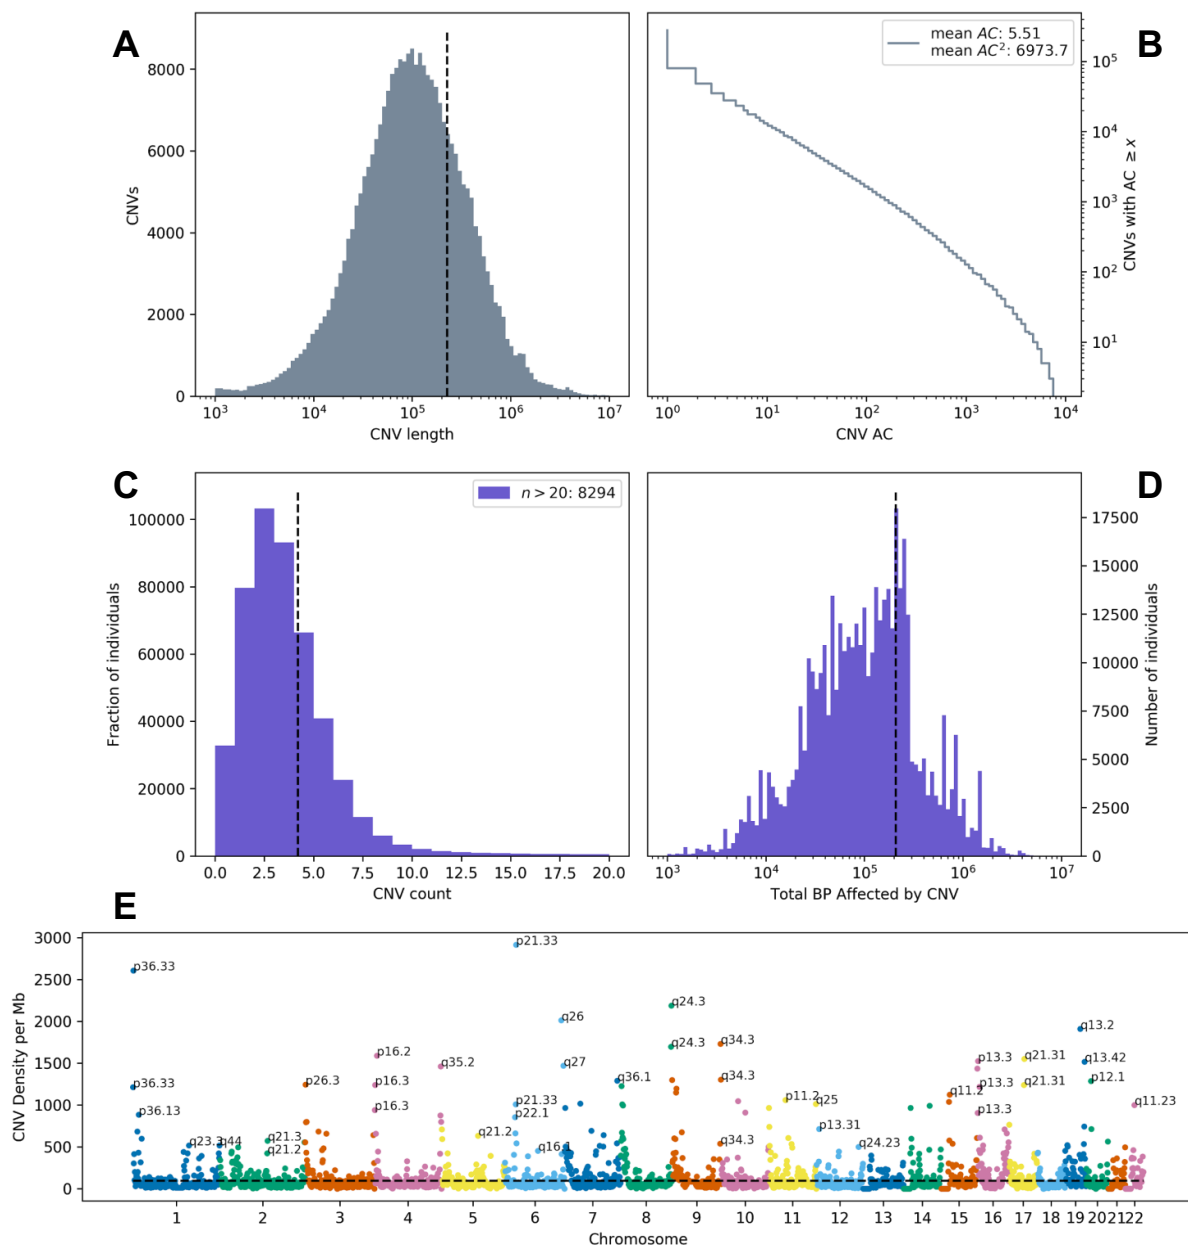 A
8000
6000
4000
2000
0
CNVs
10³
10⁴
10⁵
10⁶
10⁷
CNV length
B
mean AC: 5.51
mean AC²: 6973.7
10⁵
10⁴
10³
10²
10¹
CNVs with AC ≥ x
10⁰
10¹
10²
10³
10⁴
CNV AC
C
n > 20: 8294
100000
80000
60000
40000
20000
0
Fraction of individuals
0.0
2.5
5.0
7.5
10.0
12.5
15.0
17.5
20.0
CNV count
D
17500
15000
12500
10000
7500
5000
2500
0
Number of individuals
10³
10⁴
10⁵
10⁶
10⁷
Total BP Affected by CNV
E
3000
2500
2000
1500
1000
500
0
CNV Density per Mb
p36.33
p36.33
p36.13
q23.3
q44
q21.3
q21.2
p26.3
p16.2
p16.3
p16.3
q35.2
q21.2
p21.33
p21.33
p22.1
q16.1
q26
q27
q36.1
q24.3
q24.3
q34.3
q34.3
q34.3
p11.2
q25
p13.31
q24.23
q11.2
p13.3
p13.3
p13.3
q21.31
q21.31
q13.2
q13.42
p12.1
q11.23
1
2
3
4
5
6
7
8
9
10
11
12
13
14
15
16
17
18
19
20
21
22
Chromosome